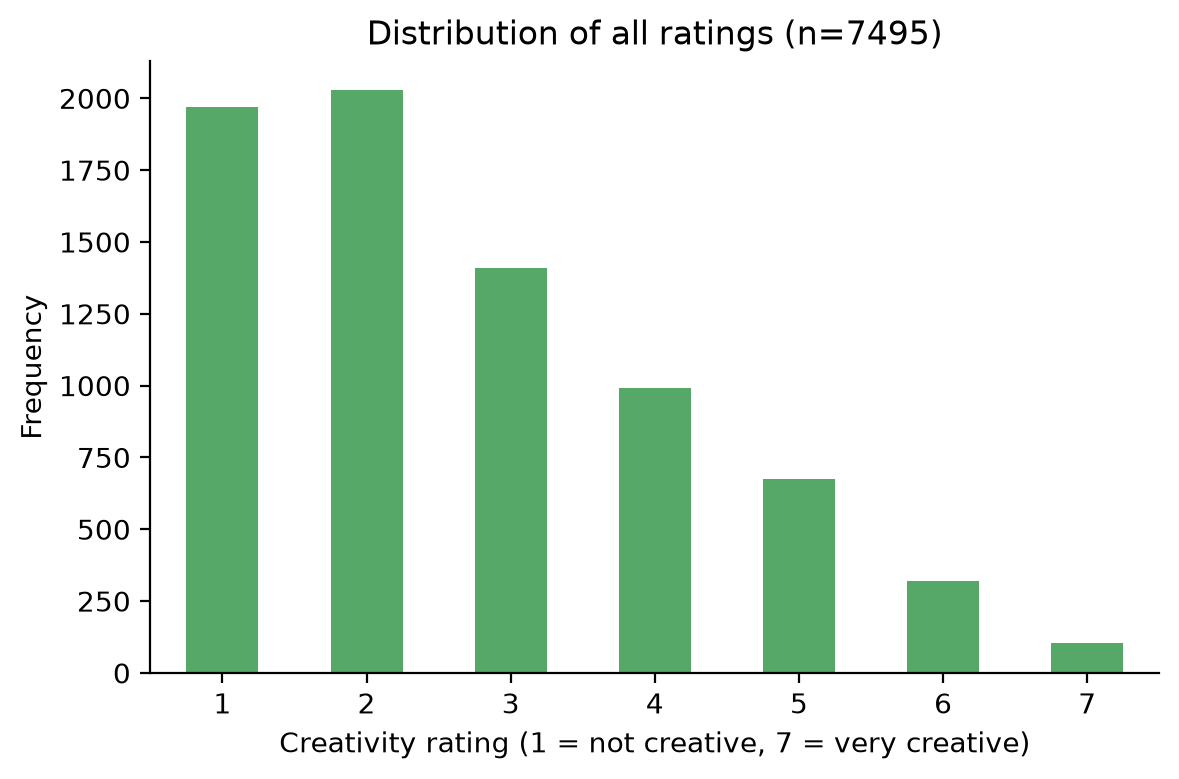 Distribution of all ratings (n=7495)
2000
1750
1500
1250
1000
750
500
250
0
Frequency
1 2 3 4 5 6 7
Creativity rating (1 = not creative, 7 = very creative)